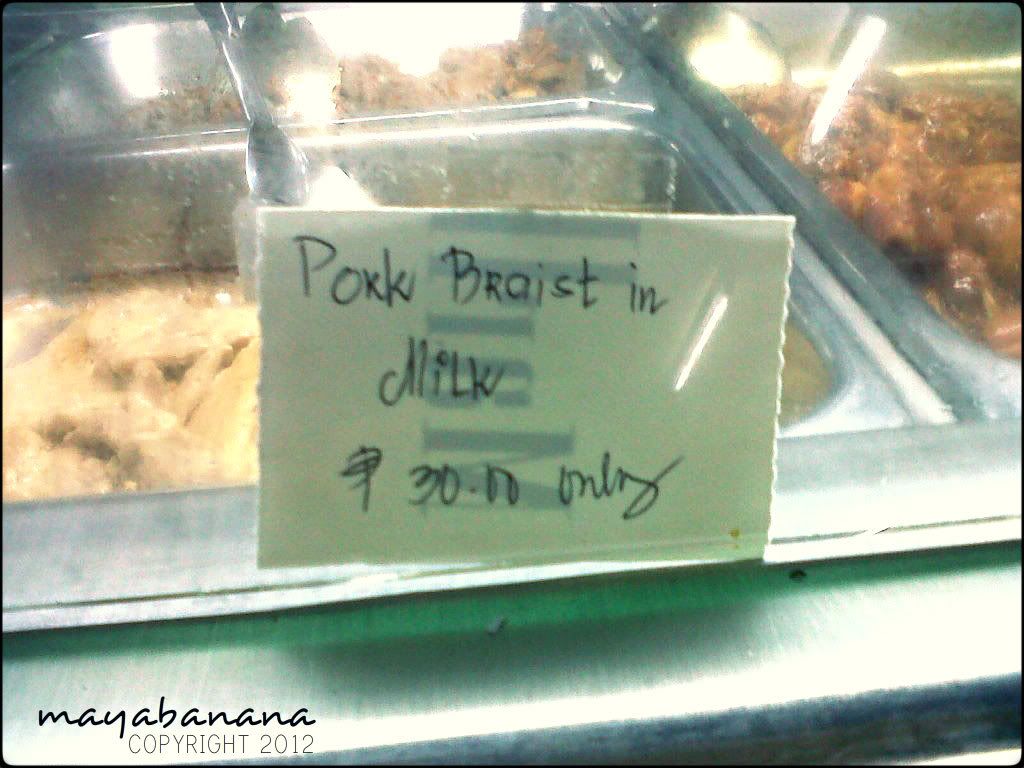 Pork Braist in
Milk
₱ 30.00 only
mayabanana
COPYRIGHT 2012